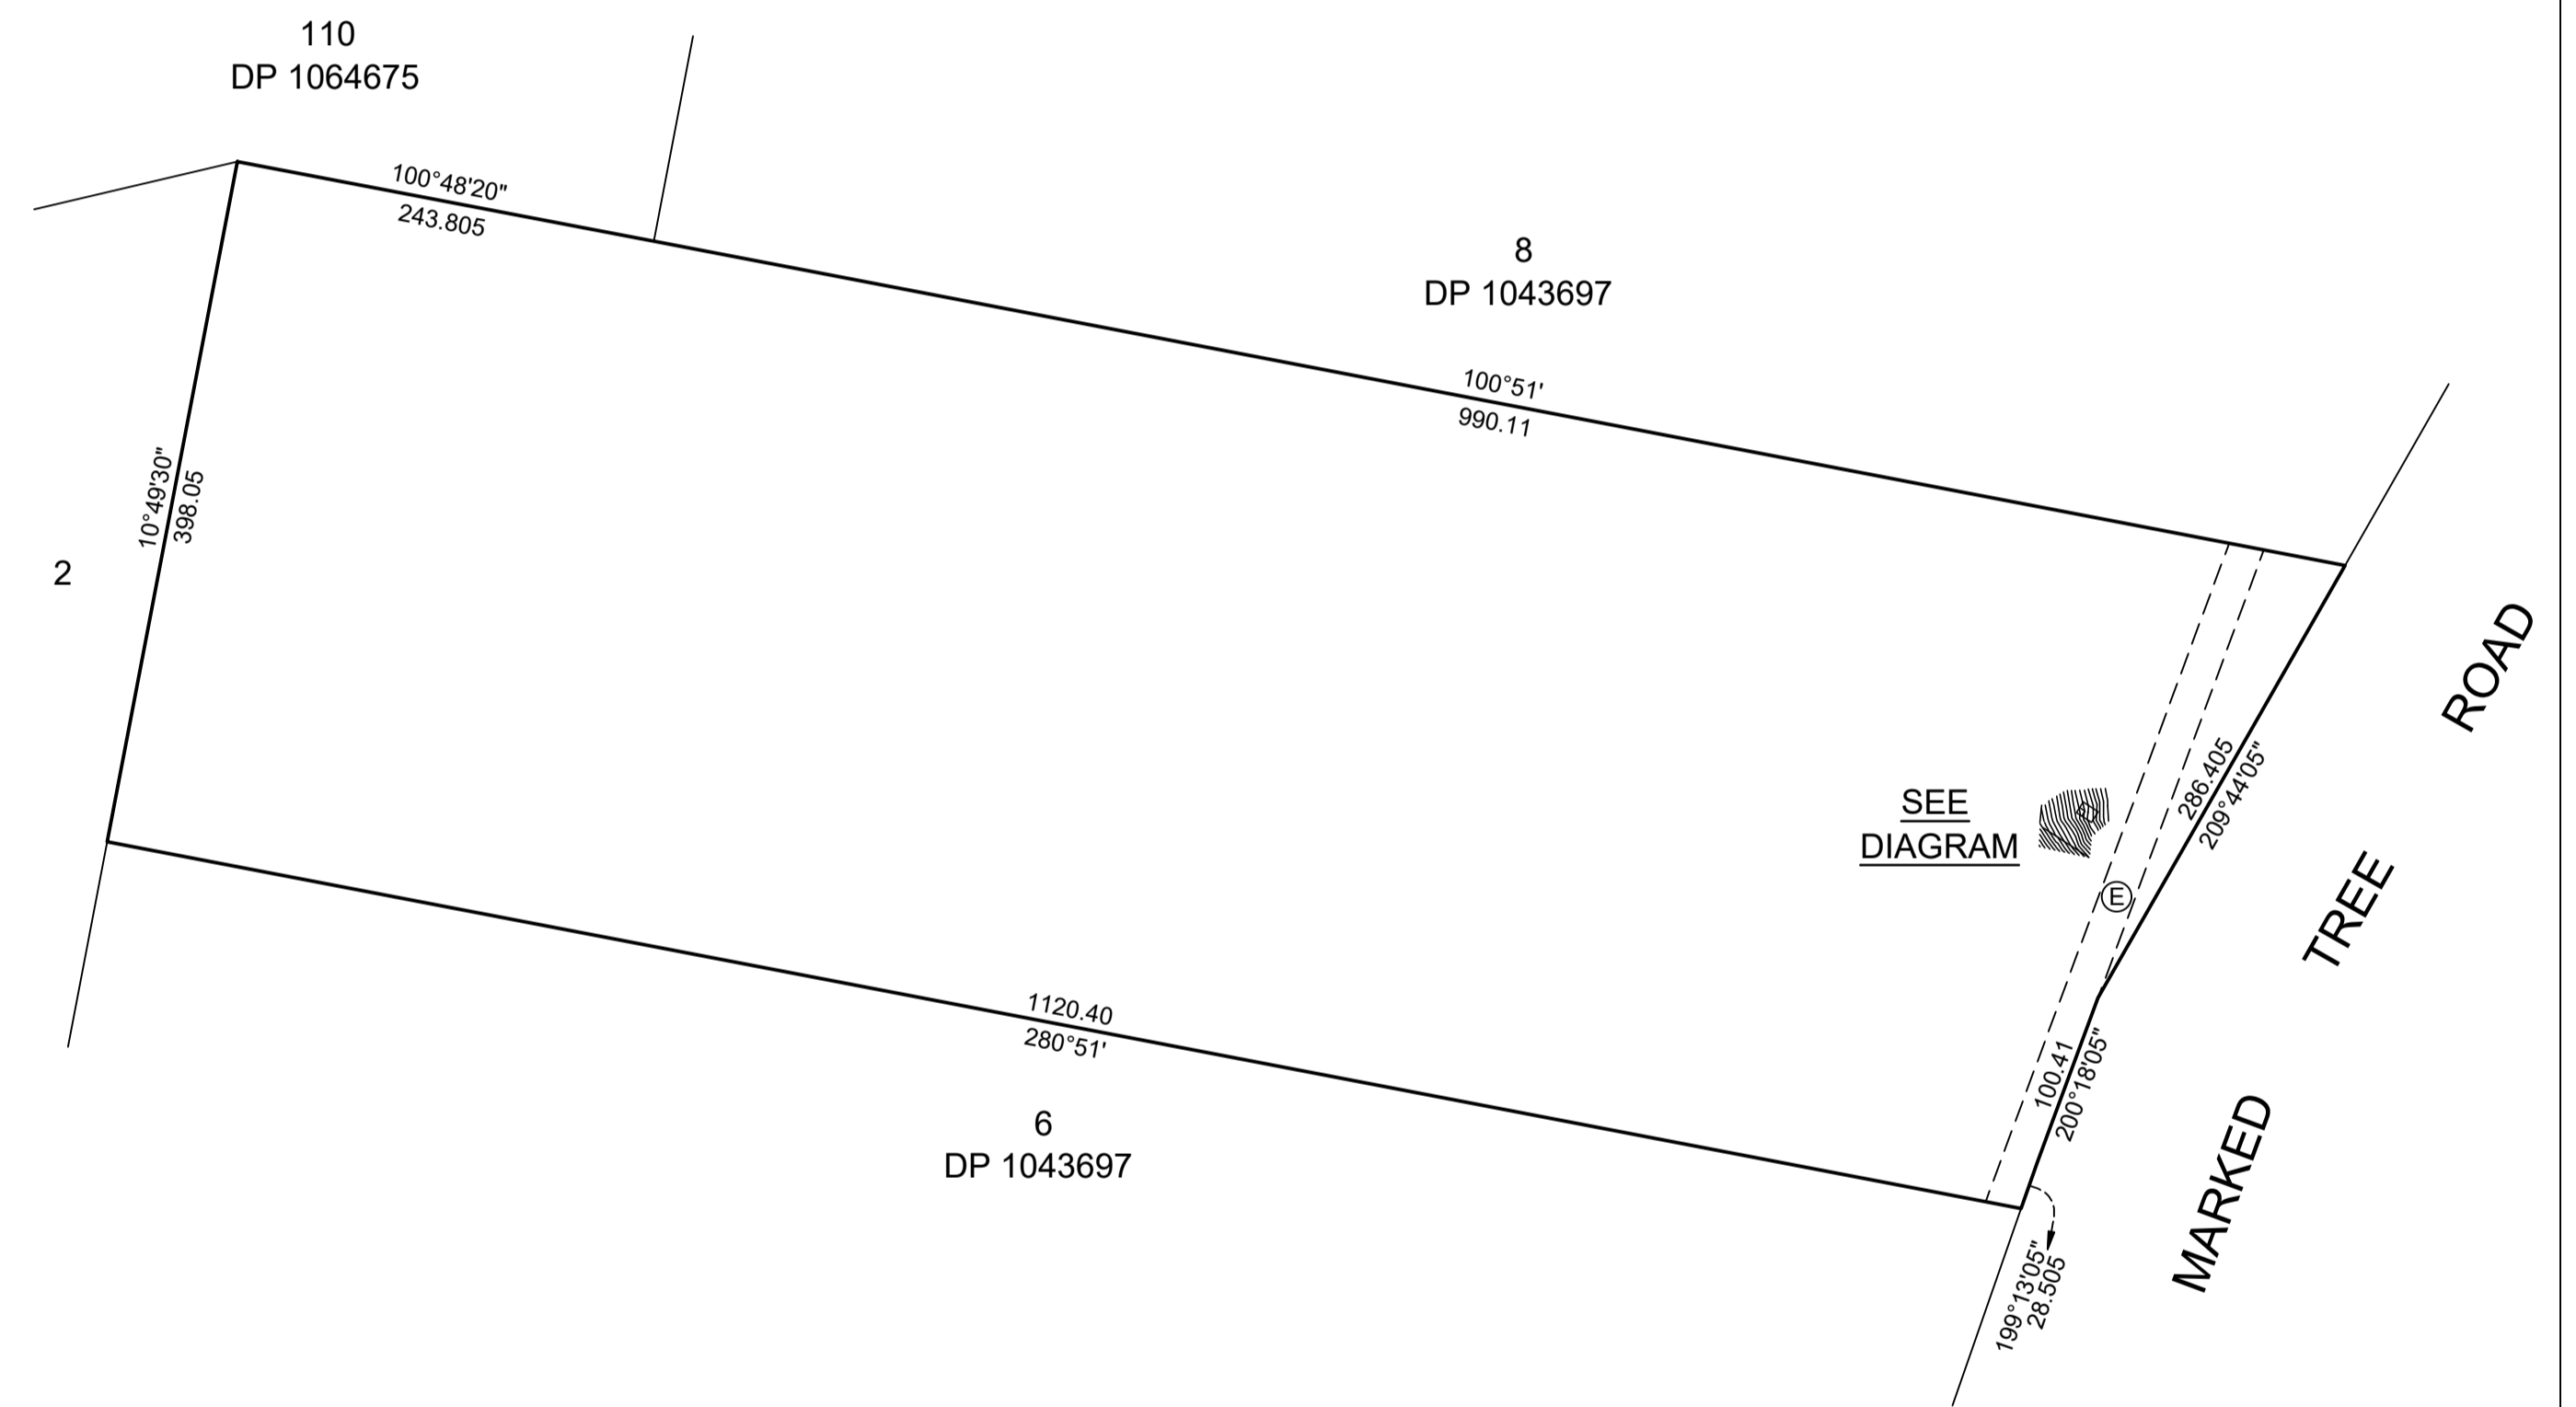 110
DP 1064675
100°48'20"
243.805
8
DP 1043697
100°51'
990.11
10°49'30"
398.05
2
286.405
209°44'05"
SEE
DIAGRAM
E
100.41
200°18'05"
1120.40
280°51'
6
DP 1043697
199°13'05"
28.505
MARKED TREE ROAD